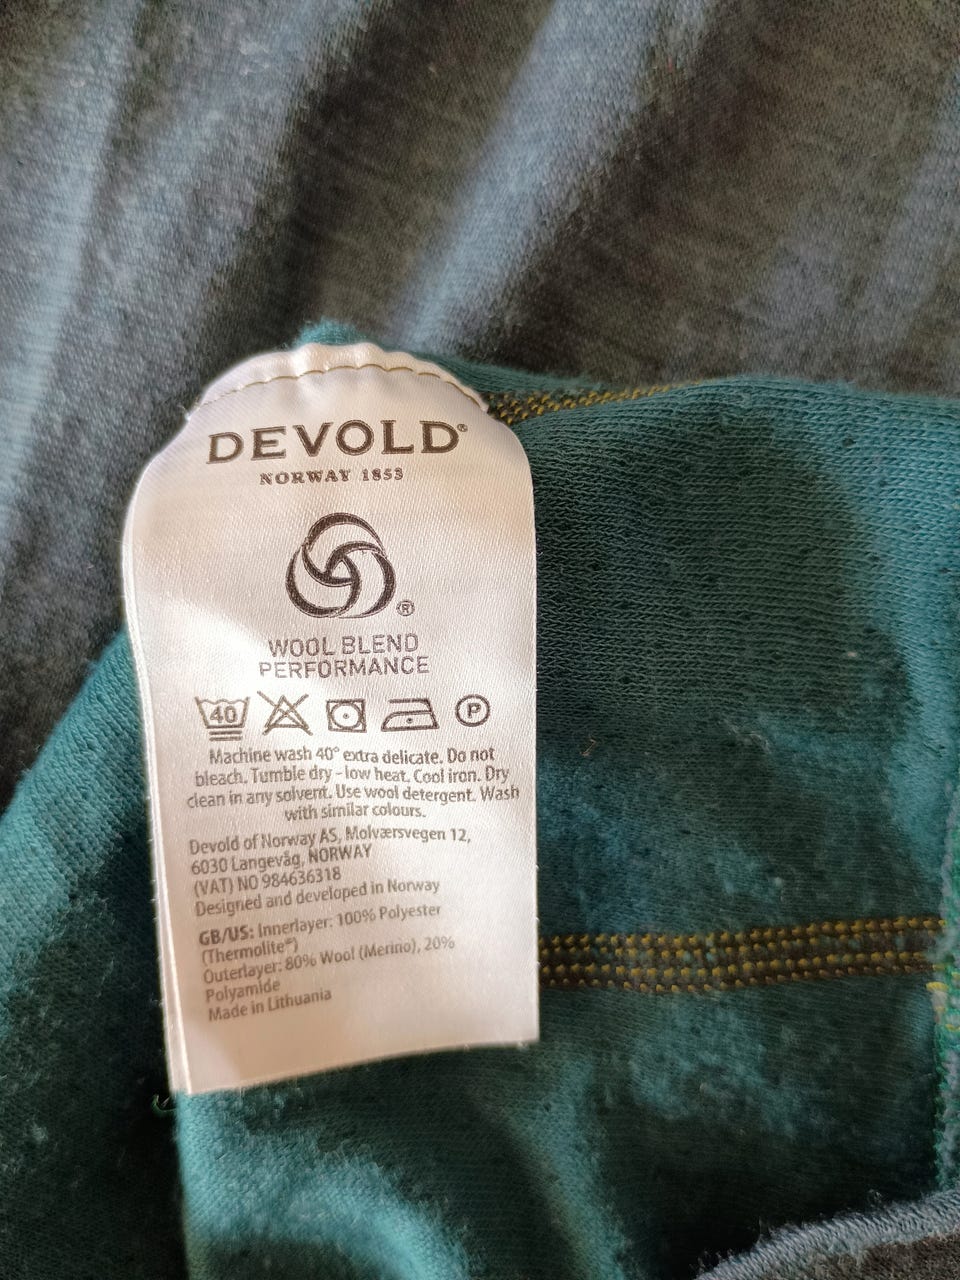 DEVOLD®
NORWAY 1853
®
WOOL BLEND
PERFORMANCE
40 P
Machine wash 40° extra delicate. Do not
bleach. Tumble dry - low heat. Cool iron. Dry
clean in any solvent. Use wool detergent. Wash
with similar colours.
Devold of Norway AS, Molværsvegen 12,
6030 Langevåg, NORWAY
(VAT) NO 984636318
Designed and developed in Norway
GB/US: Innerlayer: 100% Polyester
(Thermolite®)
Outerlayer: 80% Wool (Merino), 20%
Polyamide
Made in Lithuania